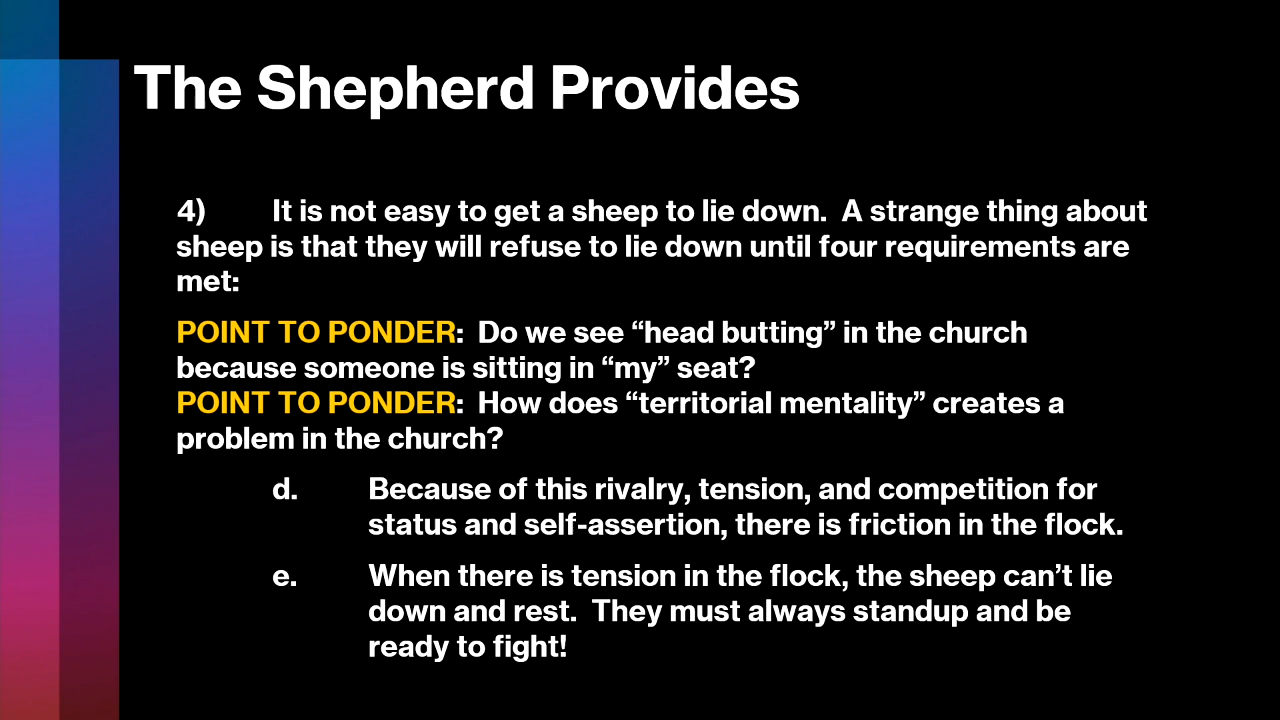 The Shepherd Provides
4) It is not easy to get a sheep to lie down.  A strange thing about
sheep is that they will refuse to lie down until four requirements are
met:
POINT TO PONDER:  Do we see “head butting” in the church
because someone is sitting in “my” seat?
POINT TO PONDER:  How does “territorial mentality” creates a
problem in the church?
d. Because of this rivalry, tension, and competition for
status and self-assertion, there is friction in the flock.
e. When there is tension in the flock, the sheep can’t lie
down and rest.  They must always standup and be
ready to fight!